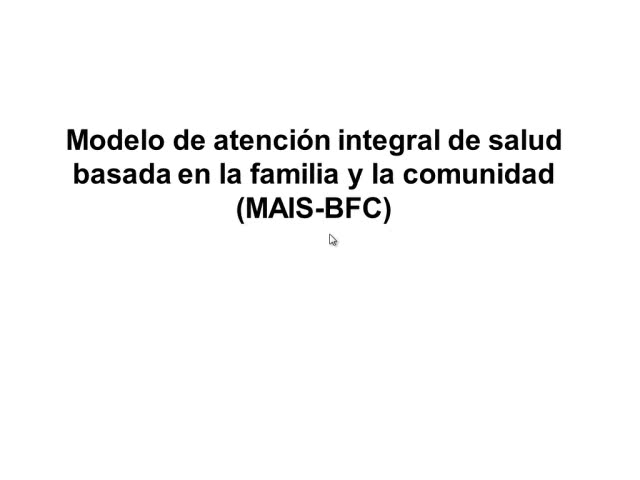 Modelo de atención integral de salud
basada en la familia y la comunidad
(MAIS-BFC)